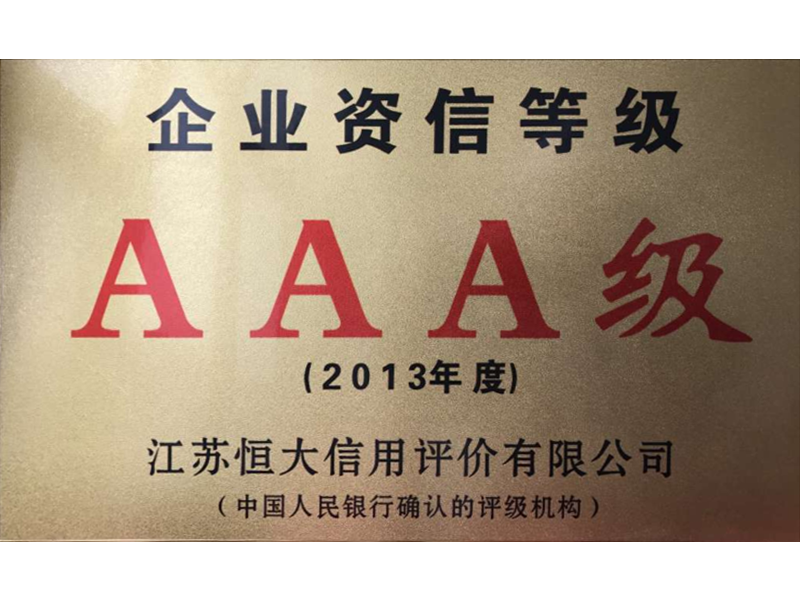 企业资信等级
AAA级
(2013年度)
江苏恒大信用评价有限公司
(中国人民银行确认的评级机构)